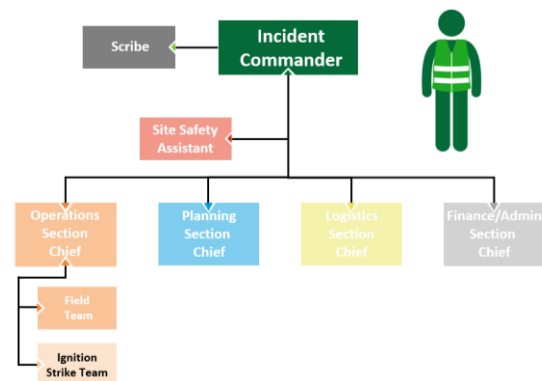 Scribe
Incident
Commander
Site Safety
Assistant
Operations
Section
Chief
Planning
Section
Chief
Logistics
Section
Chief
Finance/Admin
Section
Chief
Field
Team
Ignition
Strike Team